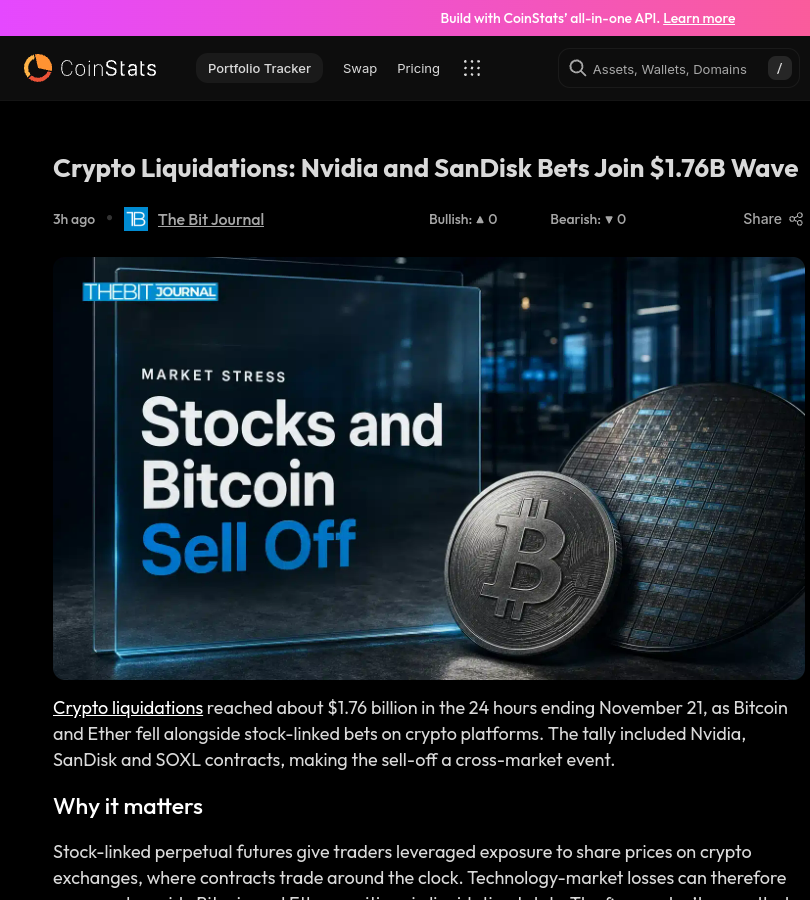 Build with CoinStats’ all-in-one API. Learn more
CoinStats
Portfolio Tracker
Swap
Pricing
Assets, Wallets, Domains
/
Crypto Liquidations: Nvidia and SanDisk Bets Join $1.76B Wave
3h ago • TB The Bit Journal
Bullish: ▲ 0
Bearish: ▼ 0
Share
THEBIT JOURNAL
MARKET STRESS
Stocks and
Bitcoin
Sell Off
Crypto liquidations reached about $1.76 billion in the 24 hours ending November 21, as Bitcoin
and Ether fell alongside stock-linked bets on crypto platforms. The tally included Nvidia,
SanDisk and SOXL contracts, making the sell-off a cross-market event.
Why it matters
Stock-linked perpetual futures give traders leveraged exposure to share prices on crypto
exchanges, where contracts trade around the clock. Technology-market losses can therefore